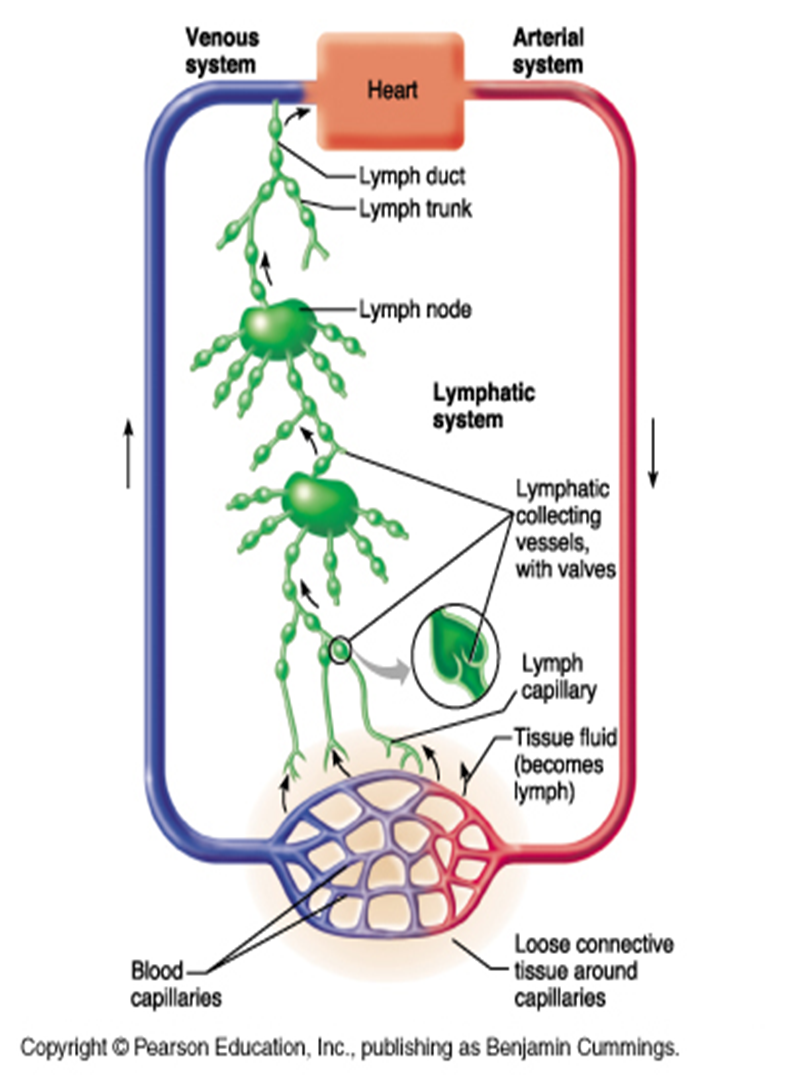 Venous
system
Arterial
system
Heart
Lymph duct
Lymph trunk
Lymph node
Lymphatic
system
Lymphatic
collecting
vessels,
with valves
Lymph
capillary
Tissue fluid
(becomes
lymph)
Blood
capillaries
Loose connective
tissue around
capillaries
Copyright © Pearson Education, Inc., publishing as Benjamin Cummings.